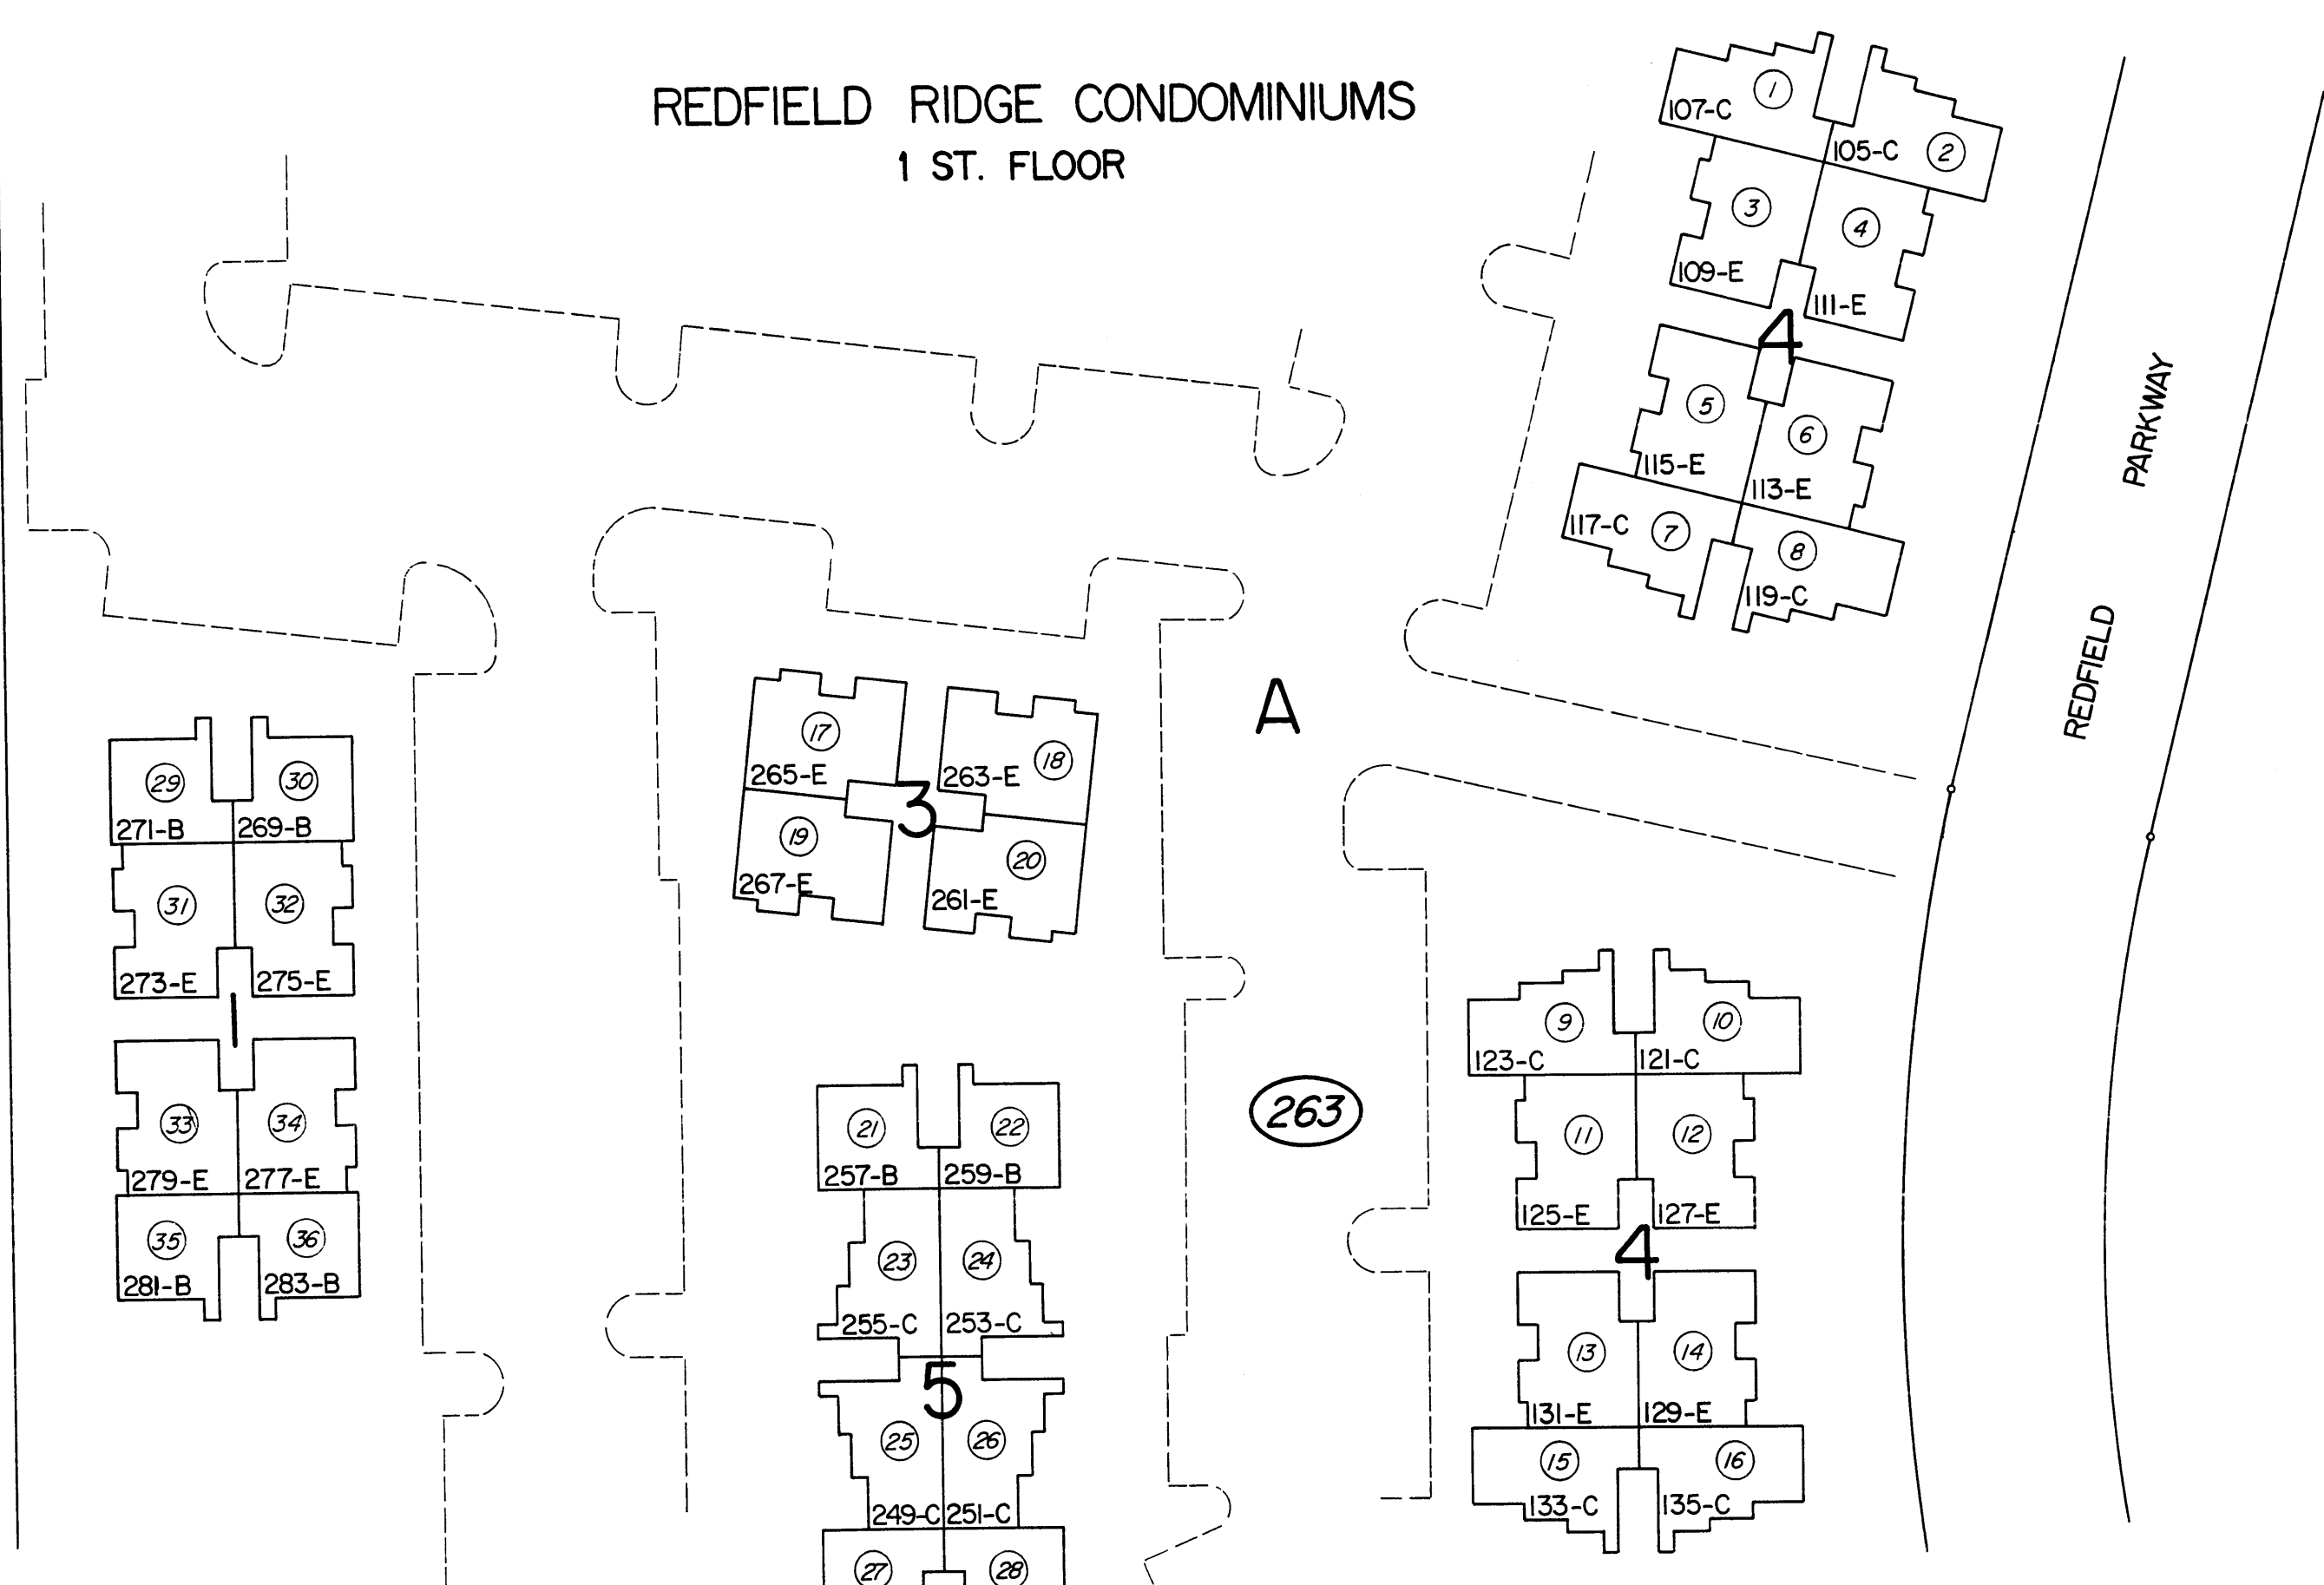 REDFIELD RIDGE CONDOMINIUMS
1 ST. FLOOR
1
107-C
105-C
2
3
4
109-E
111-E
4
5
6
115-E
113-E
117-C
7
8
119-C
PARKWAY
REDFIELD
A
17
18
265-E
263-E
3
19
20
267-E
261-E
29
30
271-B
269-B
31
32
273-E
275-E
1
33
34
279-E
277-E
35
36
281-B
283-B
9
10
123-C
121-C
263
11
12
125-E
127-E
4
13
14
131-E
129-E
15
16
133-C
135-C
21
22
257-B
259-B
23
24
255-C
253-C
5
25
26
249-C
251-C
27
28